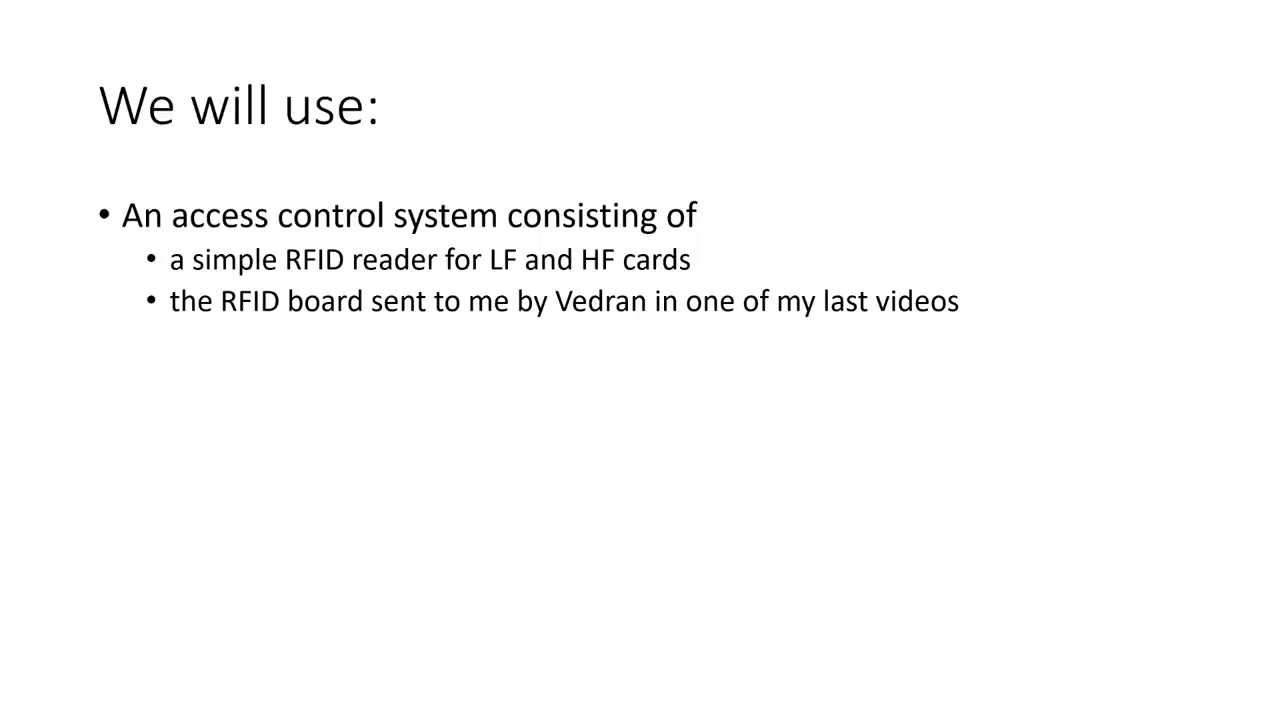 We will use:
• An access control system consisting of
• a simple RFID reader for LF and HF cards
• the RFID board sent to me by Vedran in one of my last videos